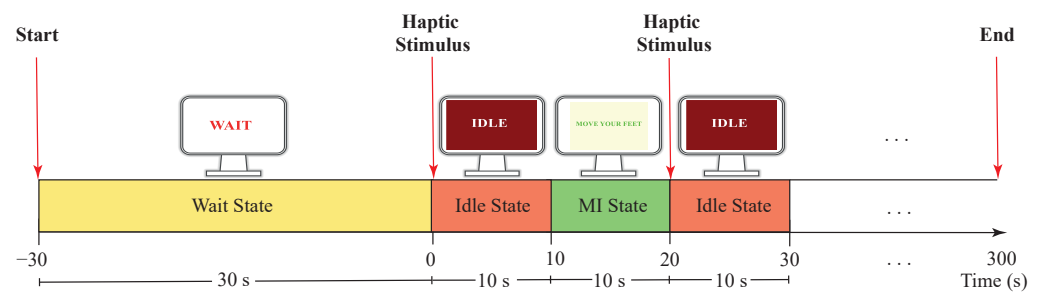 Start
Haptic
Stimulus
Haptic
Stimulus
End
WAIT
IDLE
MOVE YOUR FEET
IDLE
. . .
Wait State
Idle State
MI State
Idle State
. . .
−30
0
10
20
30
. . .
300
30 s
10 s
10 s
10 s
Time (s)